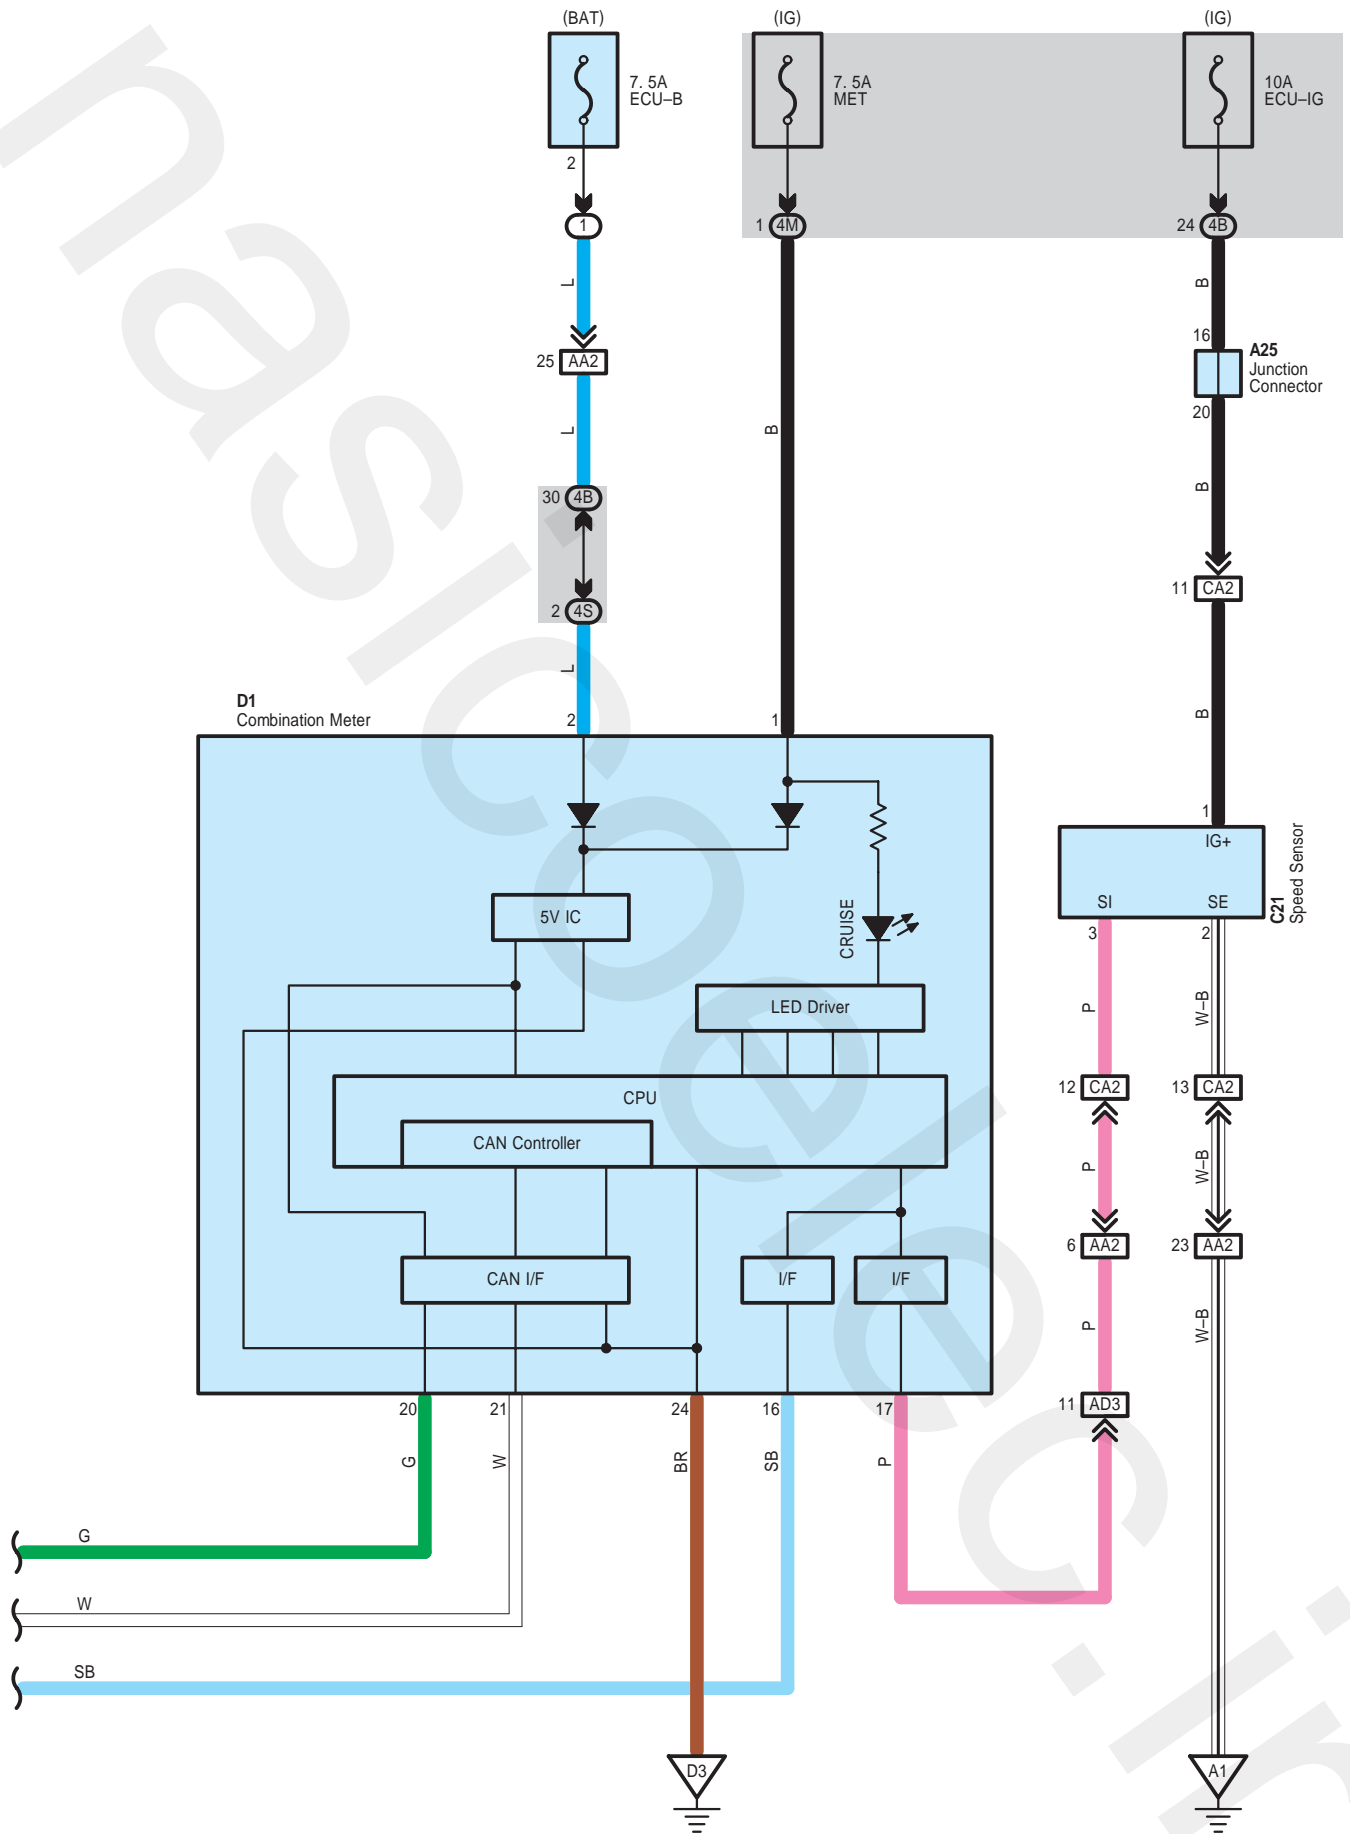 (BAT)
(IG)
(IG)
7. 5A
ECU–B
7. 5A
MET
10A
ECU–IG
2
1
1 4M
24 4B
L
B
16
A25
Junction
Connector
25 AA2
20
L
B
B
30 4B
11 CA2
2 4S
L
B
D1
Combination Meter
2
1
1
IG+
SI
SE
C21
Speed Sensor
5V IC
CRUISE
3
2
LED Driver
P
W–B
CPU
12 CA2
13 CA2
CAN Controller
P
W–B
6 AA2
23 AA2
CAN I/F
I/F
I/F
P
W–B
20
21
24
16
17
11 AD3
G
W
BR
SB
P
G
W
SB
D3
A1